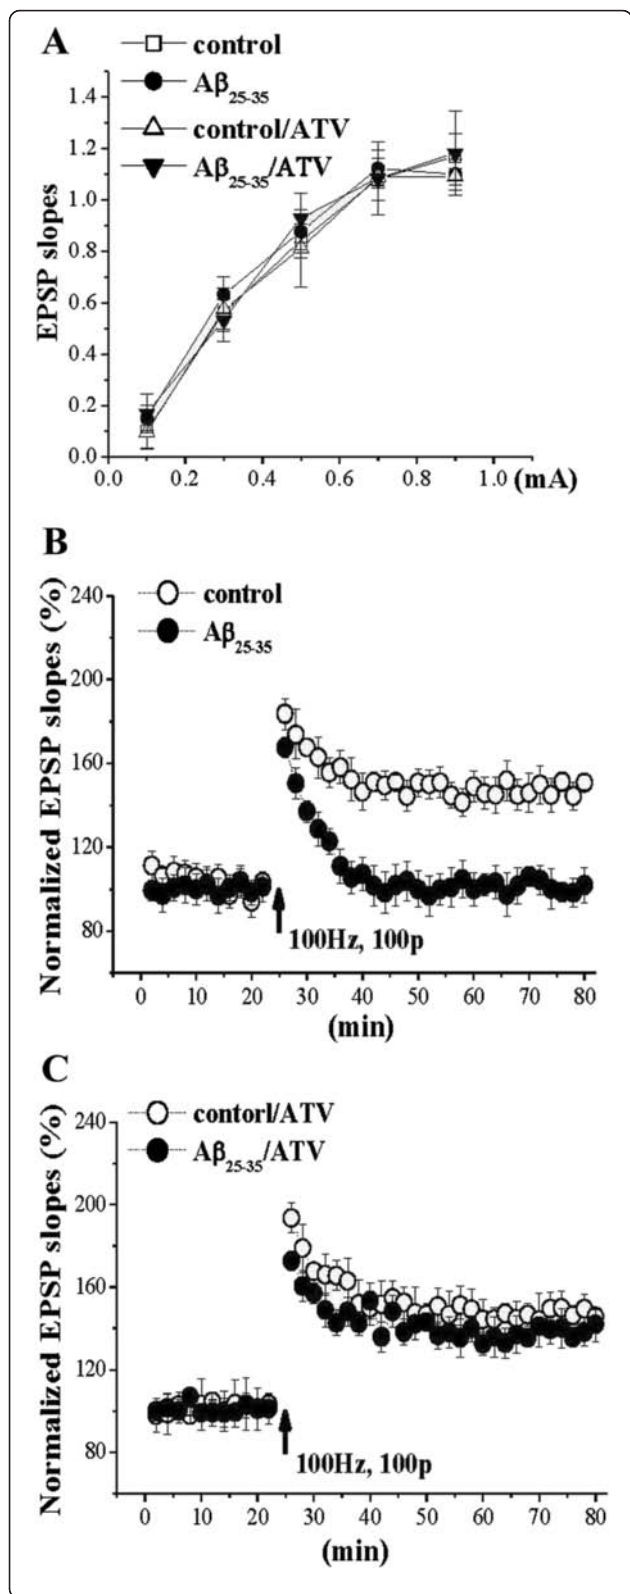 A
control
Aβ25-35
control/ATV
Aβ25-35/ATV
EPSP slopes
1.4
1.2
1.0
0.8
0.6
0.4
0.2
0.0
0.0 0.2 0.4 0.6 0.8 1.0 (mA)
B
control
Aβ25-35
Normalized EPSP slopes (%)
240
200
160
120
80
100Hz, 100p
0 10 20 30 40 50 60 70 80
(min)
C
contorl/ATV
Aβ25-35/ATV
Normalized EPSP slopes (%)
240
200
160
120
80
100Hz, 100p
0 10 20 30 40 50 60 70 80
(min)